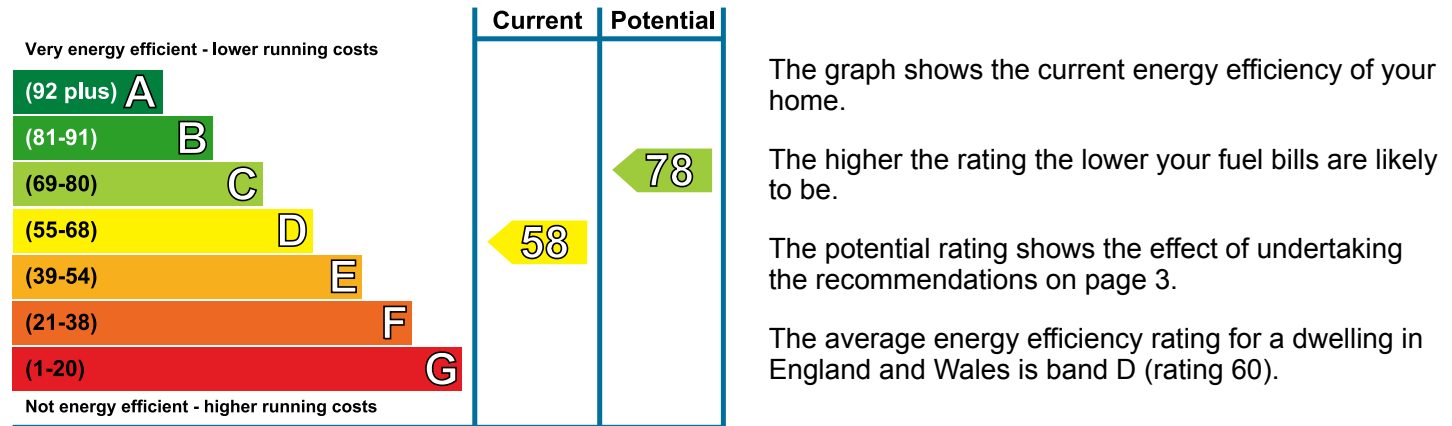 Current Potential
Very energy efficient - lower running costs
(92 plus) A
(81-91) B
(69-80) C
78
(55-68) D
58
(39-54) E
(21-38) F
(1-20) G
Not energy efficient - higher running costs
The graph shows the current energy efficiency of your
home.
The higher the rating the lower your fuel bills are likely
to be.
The potential rating shows the effect of undertaking
the recommendations on page 3.
The average energy efficiency rating for a dwelling in
England and Wales is band D (rating 60).